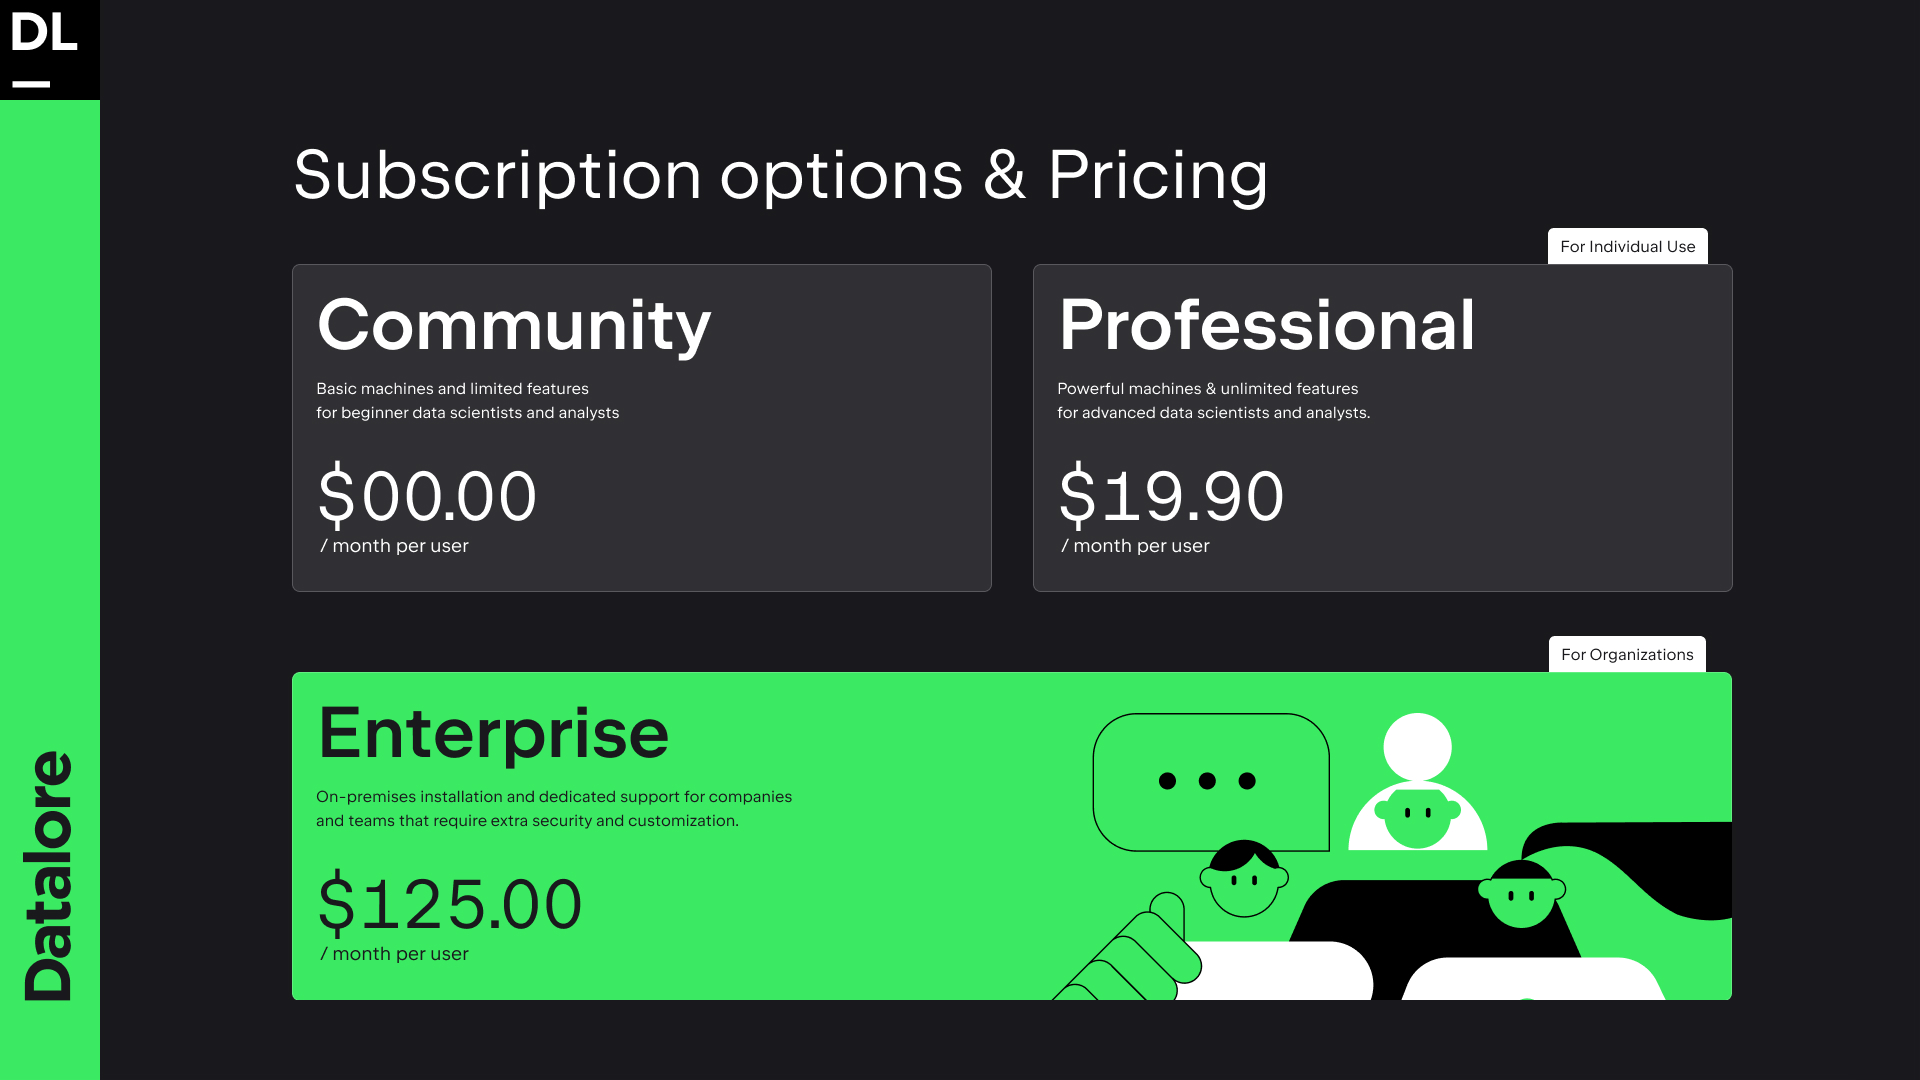 DL
Subscription options & Pricing
For Individual Use
Community
Basic machines and limited features
for beginner data scientists and analysts
$00.00
/ month per user
Professional
Powerful machines & unlimited features
for advanced data scientists and analysts.
$19.90
/ month per user
For Organizations
Enterprise
On-premises installation and dedicated support for companies
and teams that require extra security and customization.
$125.00
/ month per user
Datalore